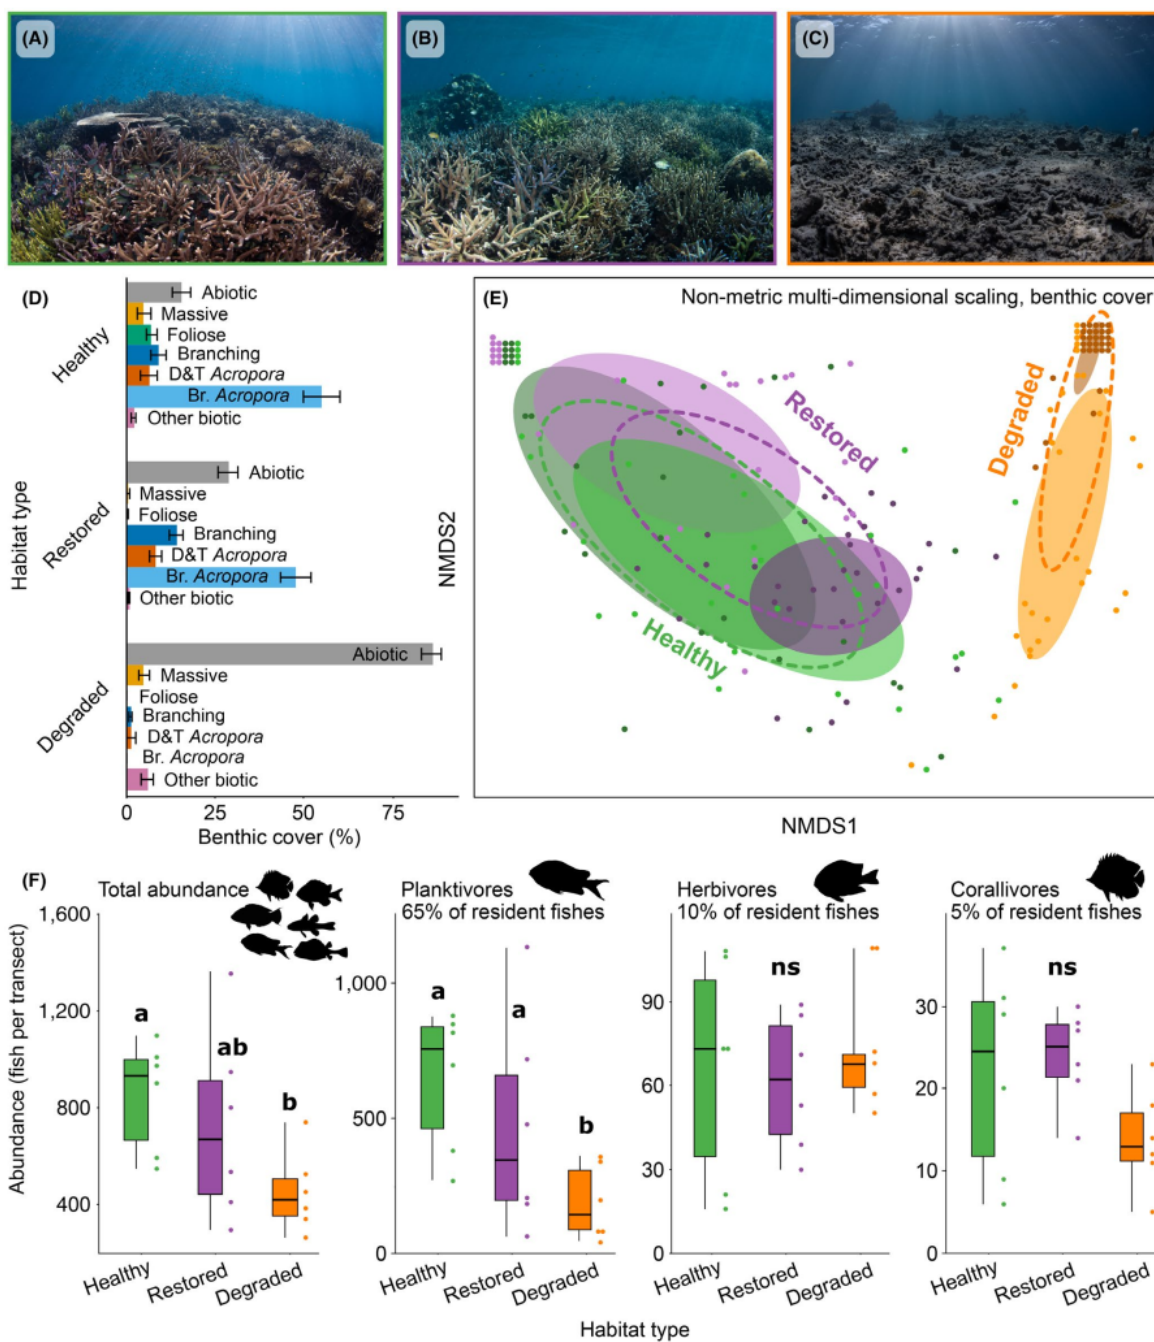 (A)
(B)
(C)
(D)
Healthy
Abiotic
Massive
Foliose
Branching
D&T Acropora
Br. Acropora
Other biotic
Restored
Abiotic
Massive
Foliose
Branching
D&T Acropora
Br. Acropora
Other biotic
Degraded
Abiotic
Massive
Foliose
Branching
D&T Acropora
Br. Acropora
Other biotic
Habitat type
0 25 50 75
Benthic cover (%)
(E)
Non-metric multi-dimensional scaling, benthic cover
Restored
Healthy
Degraded
NMDS2
NMDS1
(F)
Total abundance
1,600
1,200
800
400
a
ab
b
Healthy
Restored
Degraded
Abundance (fish per transect)
Planktivores
65% of resident fishes
1,000
500
0
a
a
b
Healthy
Restored
Degraded
Herbivores
10% of resident fishes
90
60
30
0
ns
Healthy
Restored
Degraded
Corallivores
5% of resident fishes
30
20
10
0
ns
Healthy
Restored
Degraded
Habitat type